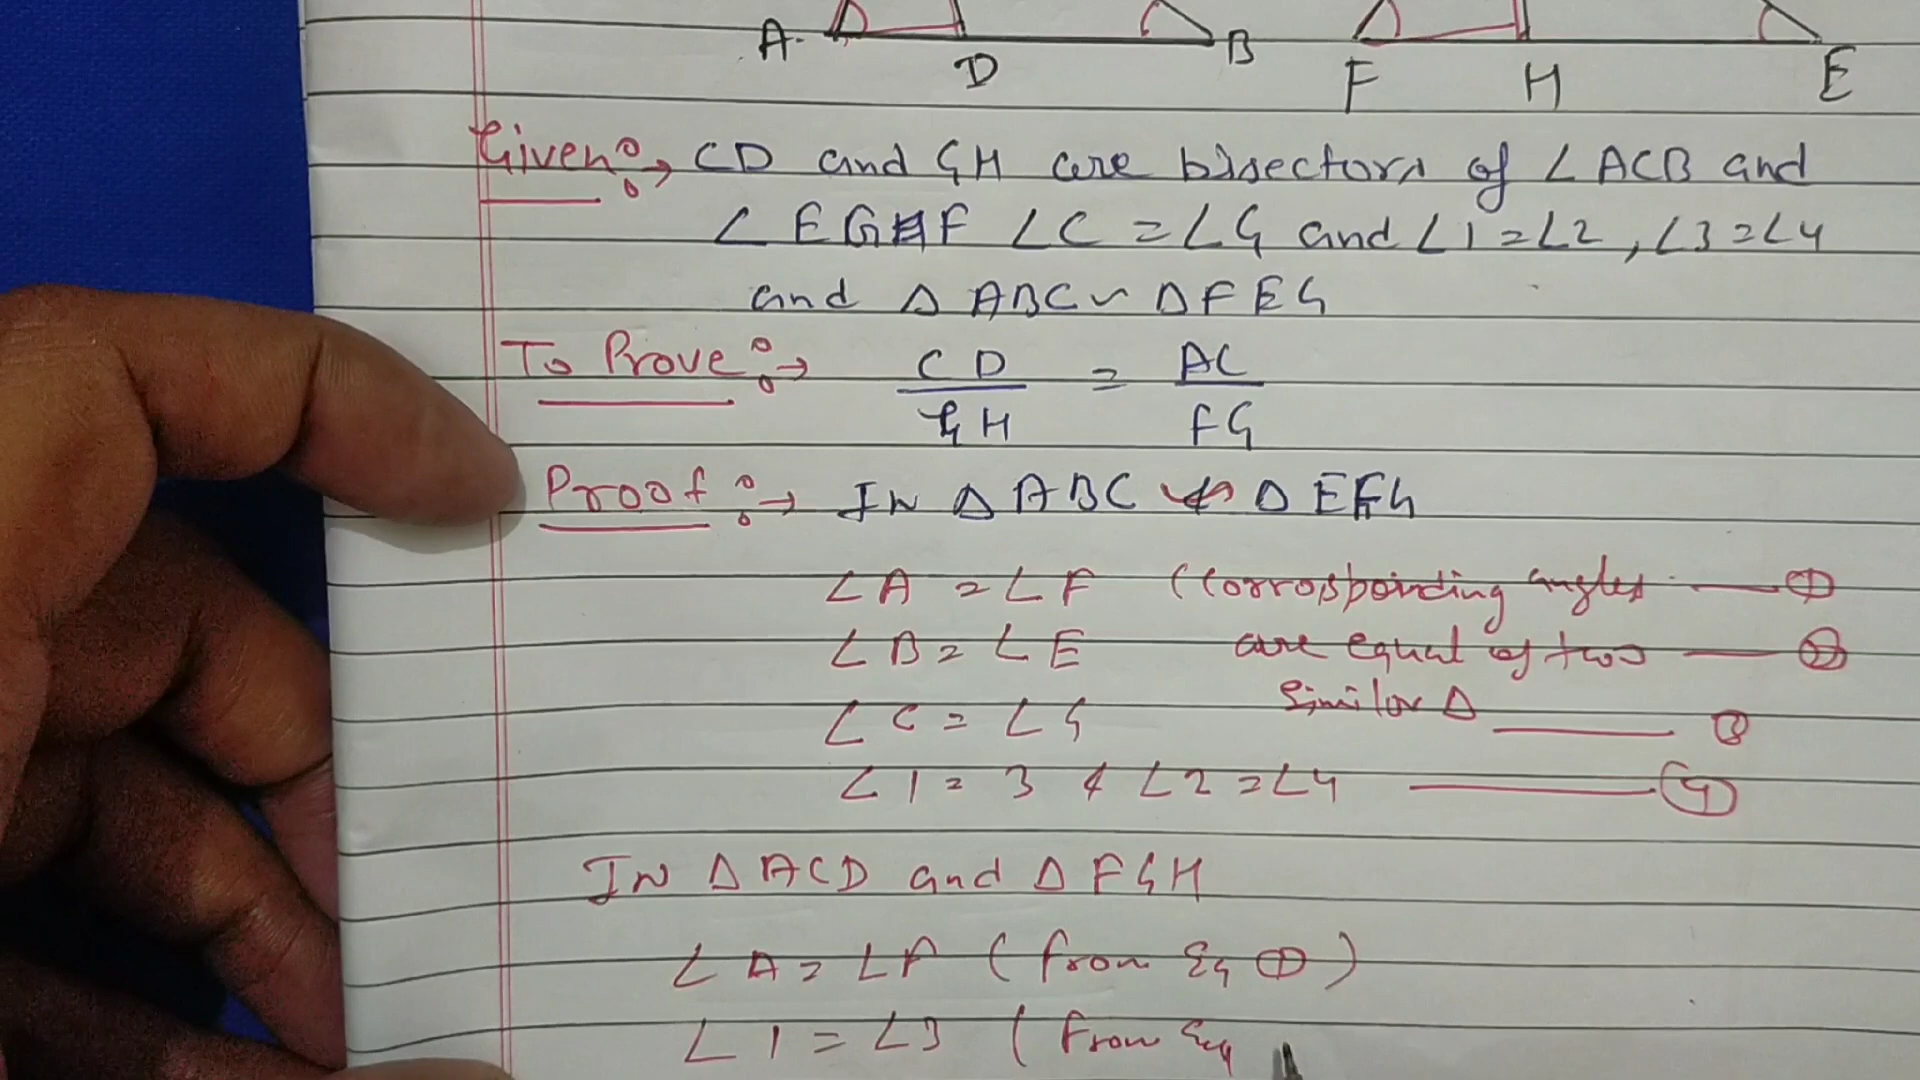 A D B F H E
Given:→ CD and GH are bisectors of ∠ACB and
∠EGF ∠C = ∠G and ∠1=∠2, ∠3=∠4
and Δ ABC ~ Δ FEG
To Prove:→ CD/GH = AC/FG
Proof:→ IN Δ ABC ↔ Δ EFG
∠A = ∠F (Corrosponding angles — ①
∠B = ∠E are equal of two — ②
similar Δ
∠C = ∠G — ③
∠1 = 3 & ∠2 = ∠4 — ④
IN Δ ACD and Δ FGH
∠A = ∠F (from Eq ①)
∠1 = ∠3 (from Eq